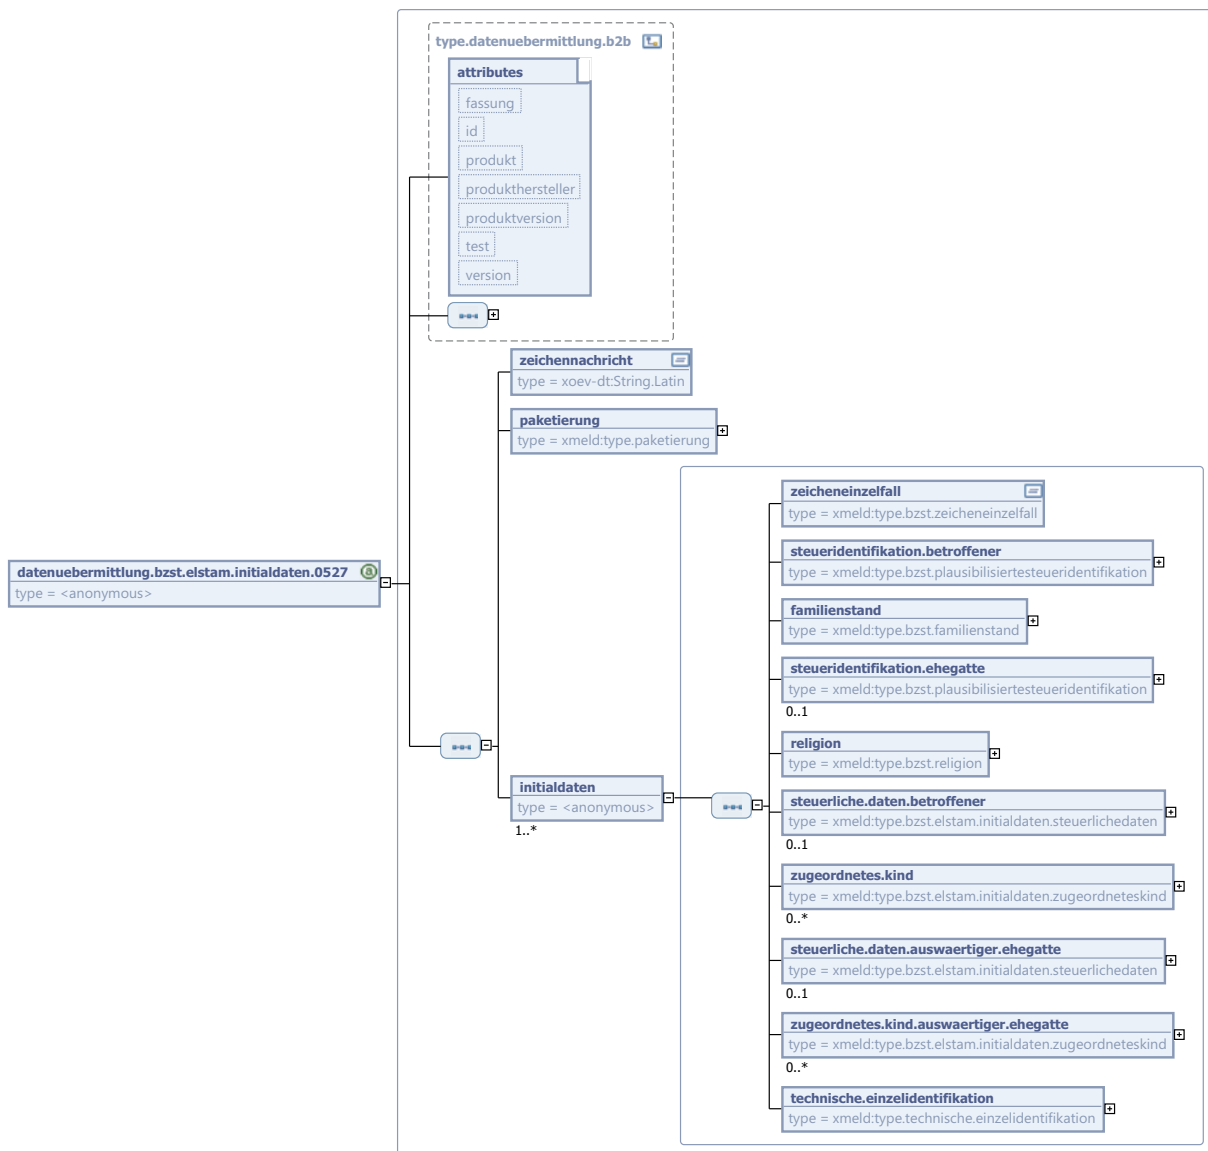 type.datenuebermittlung.b2b
attributes
fassung
id
produkt
produkthersteller
produktversion
test
version
zeichennachricht
type = xoev-dt:String.Latin
paketierung
type = xmeld:type.paketierung
datenuebermittlung.bzst.elstam.initialdaten.0527
type = <anonymous>
initialdaten
type = <anonymous>
1..*
zeicheneinzelfall
type = xmeld:type.bzst.zeicheneinzelfall
steueridentifikation.betroffener
type = xmeld:type.bzst.plausibilisiertesteueridentifikation
familienstand
type = xmeld:type.bzst.familienstand
steueridentifikation.ehegatte
type = xmeld:type.bzst.plausibilisiertesteueridentifikation
0..1
religion
type = xmeld:type.bzst.religion
steuerliche.daten.betroffener
type = xmeld:type.bzst.elstam.initialdaten.steuerlichedaten
0..1
zugeordnetes.kind
type = xmeld:type.bzst.elstam.initialdaten.zugeordneteskind
0..*
steuerliche.daten.auswaertiger.ehegatte
type = xmeld:type.bzst.elstam.initialdaten.steuerlichedaten
0..1
zugeordnetes.kind.auswaertiger.ehegatte
type = xmeld:type.bzst.elstam.initialdaten.zugeordneteskind
0..*
technische.einzelidentifikation
type = xmeld:type.technische.einzelidentifikation